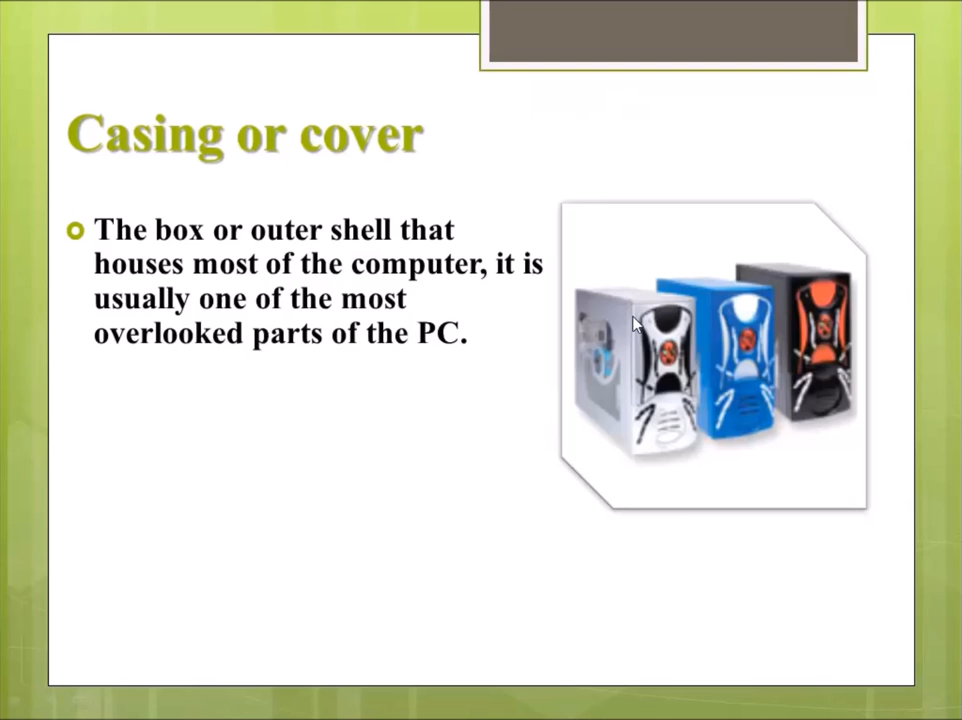 Casing or cover
The box or outer shell that
houses most of the computer, it is
usually one of the most
overlooked parts of the PC.